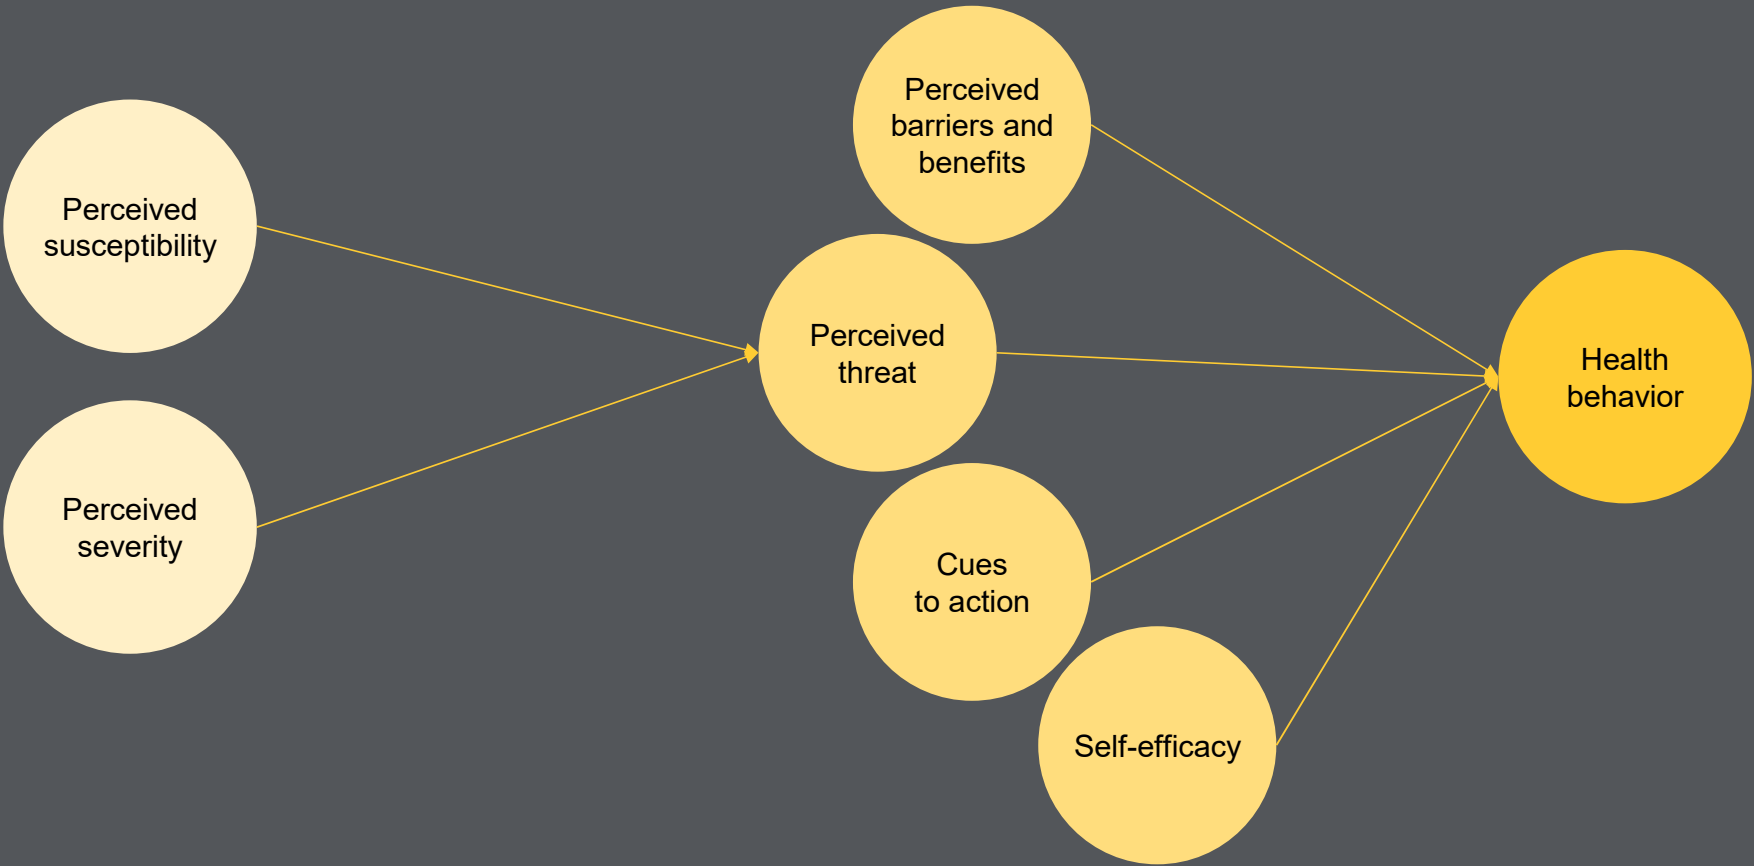 Perceived
susceptibility
Perceived
severity
Perceived
barriers and
benefits
Perceived
threat
Cues
to action
Self-efficacy
Health
behavior